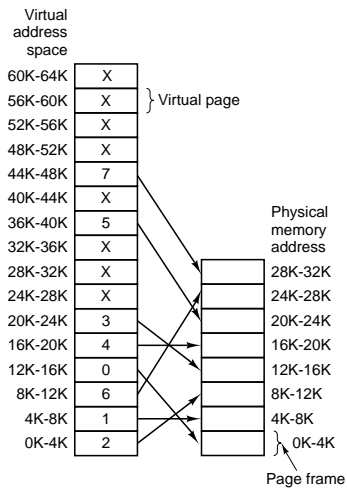 Virtual
address
space
60K-64K X
56K-60K X Virtual page
52K-56K X
48K-52K X
44K-48K 7
40K-44K X
36K-40K 5
32K-36K X
28K-32K X
24K-28K X
20K-24K 3
16K-20K 4
12K-16K 0
8K-12K 6
4K-8K 1
0K-4K 2
Physical
memory
address
28K-32K
24K-28K
20K-24K
16K-20K
12K-16K
8K-12K
4K-8K
0K-4K
Page frame